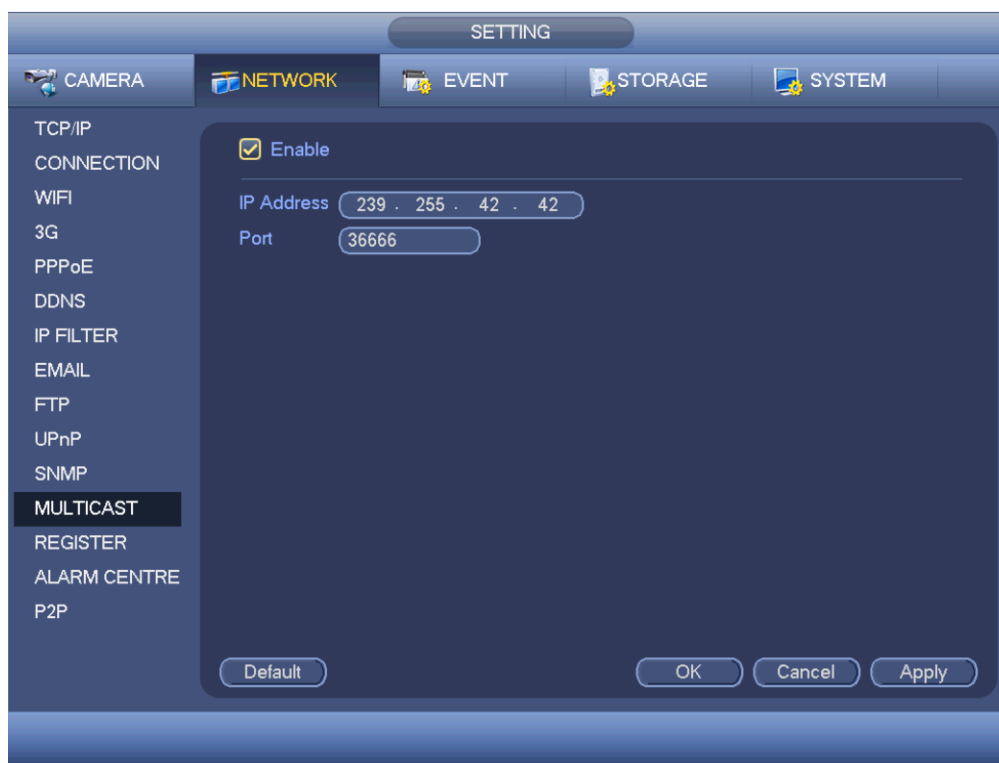 SETTING
CAMERA NETWORK EVENT STORAGE SYSTEM
TCP/IP
CONNECTION
WIFI
3G
PPPoE
DDNS
IP FILTER
EMAIL
FTP
UPnP
SNMP
MULTICAST
REGISTER
ALARM CENTRE
P2P
Enable
IP Address 239 . 255 . 42 . 42
Port 36666
Default OK Cancel Apply